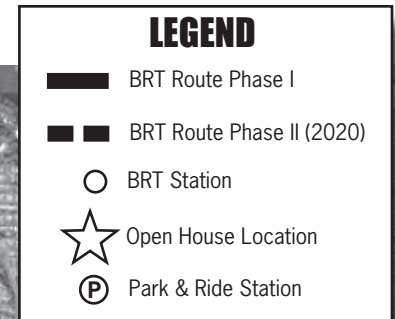 LEGEND
BRT Route Phase I
BRT Route Phase II (2020)
BRT Station
Open House Location
P Park & Ride Station